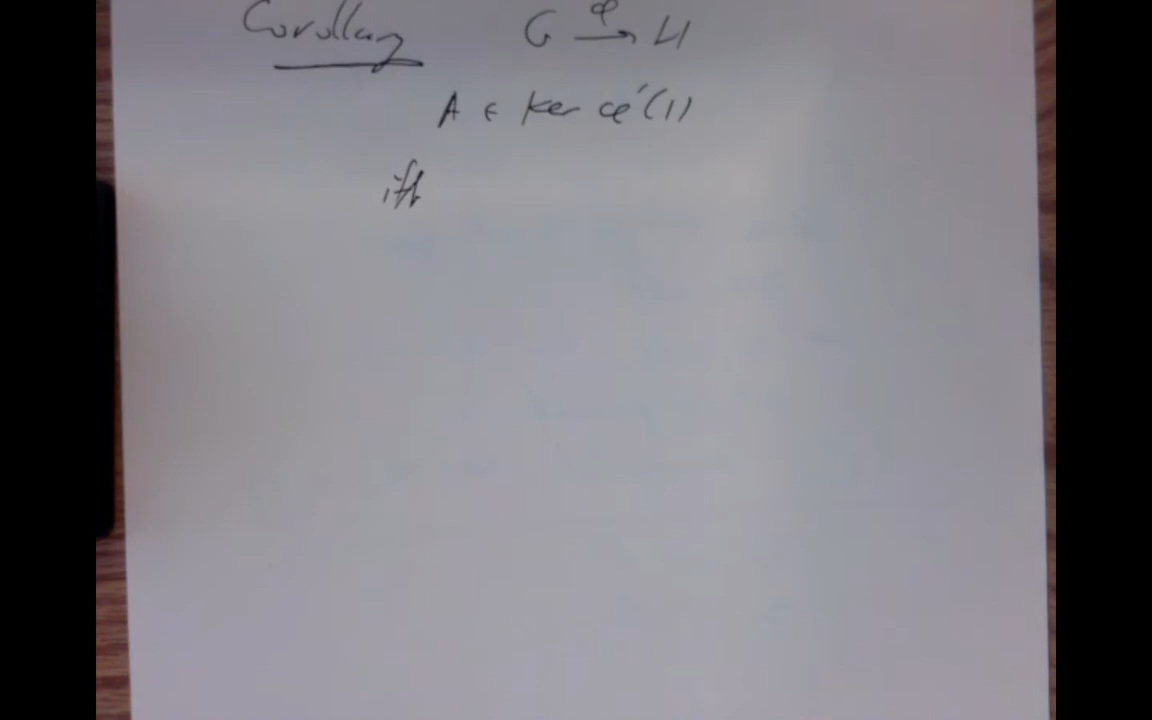 Corollary G φ→ H
A ∈ ker φ'(1)
iff